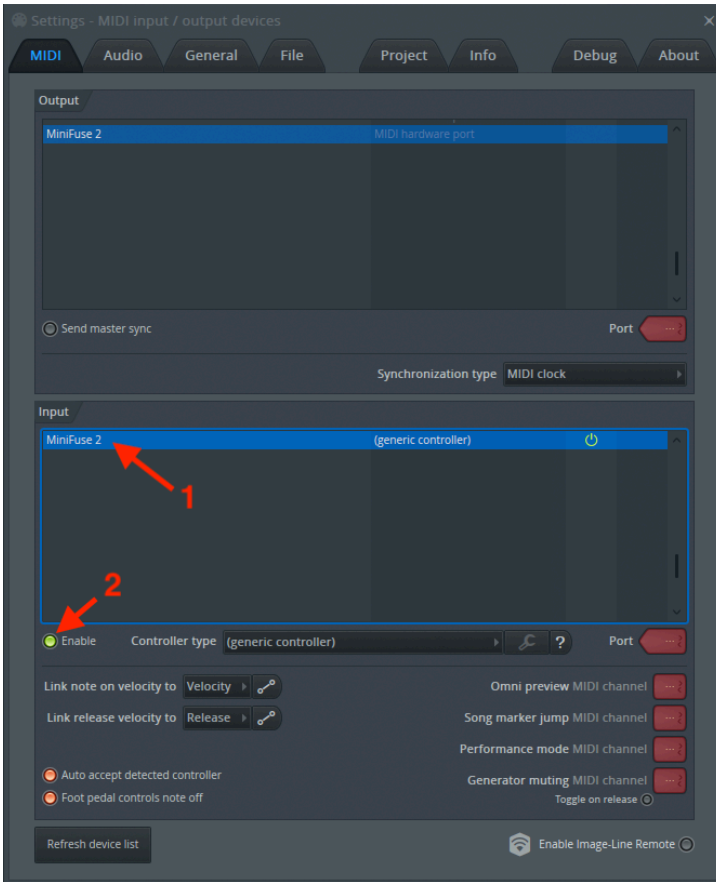 Settings - MIDI input / output devices
MIDI Audio General File Project Info Debug About
Output
MiniFuse 2 MIDI hardware port
Send master sync Port ---
Synchronization type MIDI clock
Input
MiniFuse 2 (generic controller)
1
2
Enable Controller type (generic controller) ? Port ---
Link note on velocity to Velocity Omni preview MIDI channel ---
Link release velocity to Release Song marker jump MIDI channel ---
Performance mode MIDI channel ---
Auto accept detected controller Generator muting MIDI channel ---
Foot pedal controls note off Toggle on release
Refresh device list Enable Image-Line Remote